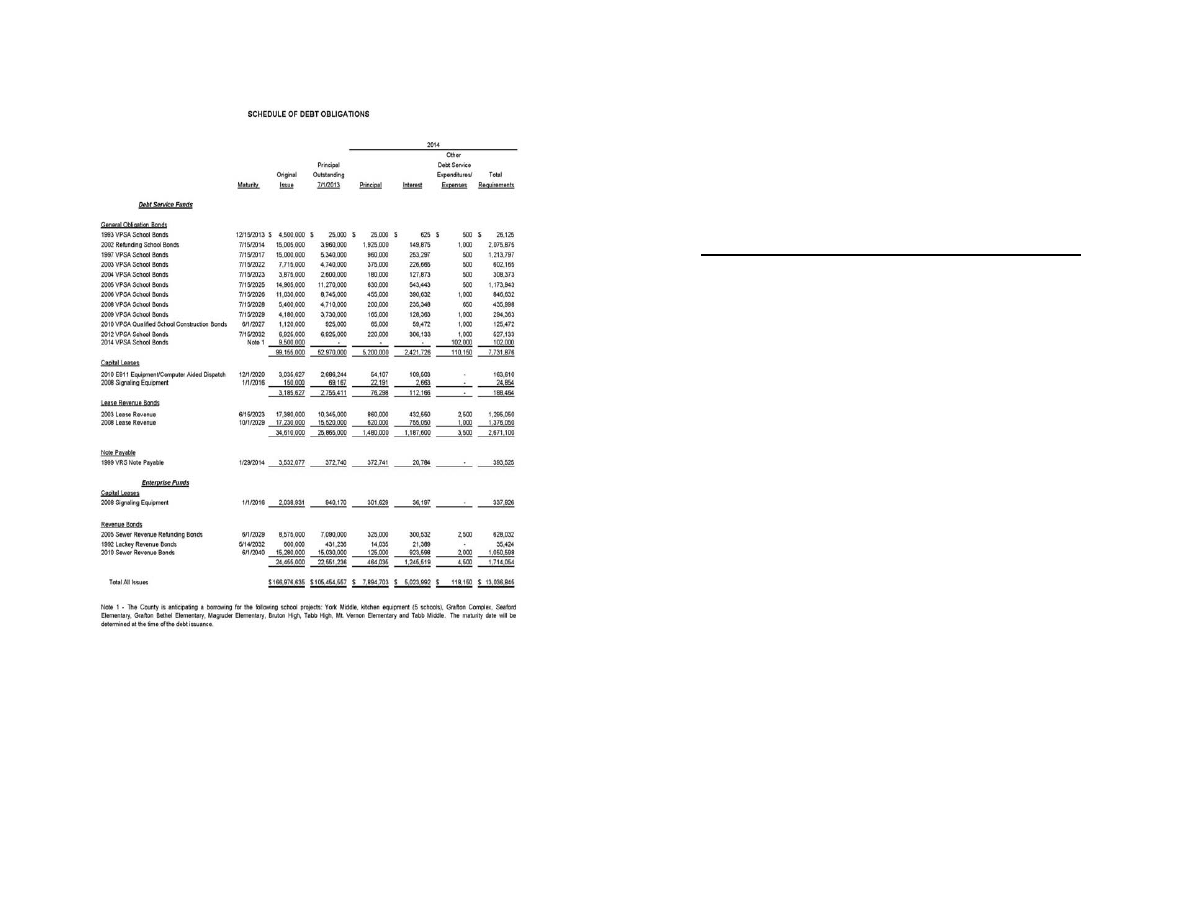 SCHEDULE OF DEBT OBLIGATIONS
2014
Other
Principal Debt Service
Original Outstanding Expenditures/ Total
Maturity Issue 7/1/2013 Principal Interest Expenses Requirements
Debt Service Funds
General Obligation Bonds
1993 VPSA School Bonds 12/15/2013 $ 4,500,000 $ 25,000 $ 25,000 $ 625 $ 500 $ 26,125
2002 Refunding School Bonds 7/15/2014 15,005,000 3,960,000 1,925,000 149,875 1,000 2,075,875
1997 VPSA School Bonds 7/15/2017 15,000,000 5,340,000 960,000 253,297 500 1,213,797
2003 VPSA School Bonds 7/15/2022 7,715,000 4,740,000 375,000 226,665 500 602,165
2004 VPSA School Bonds 7/15/2023 3,875,000 2,600,000 180,000 127,873 500 308,373
2005 VPSA School Bonds 7/15/2025 14,905,000 11,270,000 630,000 543,443 500 1,173,943
2006 VPSA School Bonds 7/15/2026 11,030,000 8,745,000 455,000 390,632 1,000 846,632
2008 VPSA School Bonds 7/15/2028 5,400,000 4,710,000 200,000 235,348 650 435,998
2009 VPSA School Bonds 7/15/2029 4,180,000 3,730,000 165,000 128,363 1,000 294,363
2010 VPSA Qualified School Construction Bonds 6/1/2027 1,120,000 925,000 65,000 59,472 1,000 125,472
2012 VPSA School Bonds 7/15/2032 6,925,000 6,925,000 220,000 306,133 1,000 527,133
2014 VPSA School Bonds Note 1 9,500,000 - - - 102,000 102,000
99,155,000 52,970,000 5,200,000 2,421,726 110,150 7,731,876
Capital Leases
2010 E911 Equipment/Computer Aided Dispatch 12/1/2020 3,035,627 2,686,244 54,107 109,503 - 163,610
2008 Signaling Equipment 1/1/2016 150,000 69,167 22,191 2,663 - 24,854
3,185,627 2,755,411 76,298 112,166 - 188,464
Lease Revenue Bonds
2003 Lease Revenue 6/15/2023 17,380,000 10,345,000 860,000 432,550 2,500 1,295,050
2008 Lease Revenue 10/1/2029 17,230,000 15,520,000 620,000 755,050 1,000 1,376,050
34,610,000 25,865,000 1,480,000 1,187,600 3,500 2,671,100
Note Payable
1999 VRS Note Payable 1/29/2014 3,532,077 372,740 372,741 20,784 - 393,525
Enterprise Funds
Capital Leases
2008 Signaling Equipment 1/1/2016 2,038,931 940,170 301,629 36,197 - 337,826
Revenue Bonds
2005 Sewer Revenue Refunding Bonds 6/1/2029 8,575,000 7,090,000 325,000 300,532 2,500 628,032
1992 Lackey Revenue Bonds 5/14/2032 600,000 431,236 14,035 21,389 - 35,424
2010 Sewer Revenue Bonds 6/1/2040 15,280,000 15,030,000 125,000 923,598 2,000 1,050,598
24,455,000 22,551,236 464,035 1,245,519 4,500 1,714,054
Total All Issues $ 166,976,635 $ 105,454,557 $ 7,894,703 $ 5,023,992 $ 118,150 $ 13,036,845
Note 1 - The County is anticipating a borrowing for the following school projects: York Middle, kitchen equipment (5 schools), Grafton Complex, Seaford
Elementary, Grafton Bethel Elementary, Magruder Elementary, Bruton High, Tabb High, Mt. Vernon Elementary and Tabb Middle. The maturity date will be
determined at the time of the debt issuance.